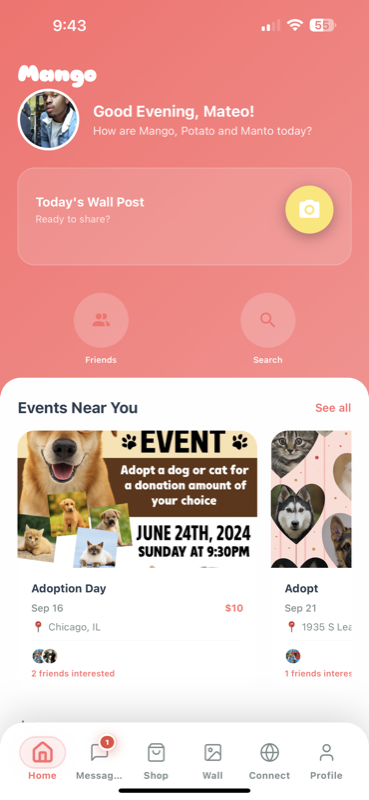 9:43
55
Mango
Good Evening, Mateo!
How are Mango, Potato and Manto today?
Today's Wall Post
Ready to share?
Friends
Search
Events Near You
See all
EVENT
Adopt a dog or cat for
a donation amount of
your choice
JUNE 24TH, 2024
SUNDAY AT 9:30PM
Adoption Day
Sep 16
$10
Chicago, IL
2 friends interested
Adopt
Sep 21
1935 S Lea
1 friends interes
1
Home
Messag...
Shop
Wall
Connect
Profile